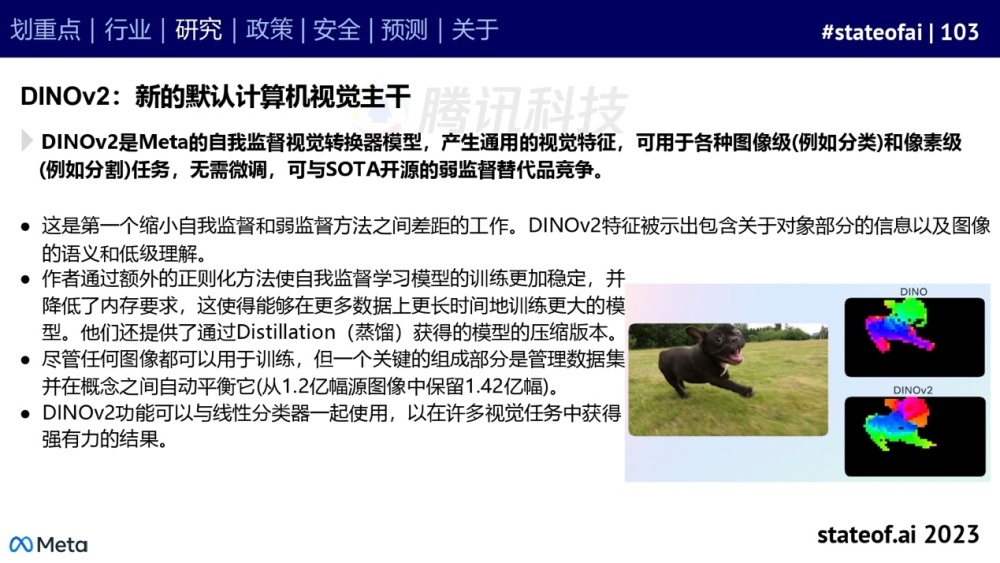 划重点 | 行业 | 研究 | 政策 | 安全 | 预测 | 关于
#stateofai | 103
DINOv2：新的默认计算机视觉主干
腾讯科技
DINOv2是Meta的自我监督视觉转换器模型，产生通用的视觉特征，可用于各种图像级(例如分类)和像素级
(例如分割)任务，无需微调，可与SOTA开源的弱监督替代品竞争。
● 这是第一个缩小自我监督和弱监督方法之间差距的工作。DINOv2特征被示出包含关于对象部分的信息以及图像
的语义和低级理解。
● 作者通过额外的正则化方法使自我监督学习模型的训练更加稳定，并
降低了内存要求，这使得能够在更多数据上更长时间地训练更大的模
型。他们还提供了通过Distillation（蒸馏）获得的模型的压缩版本。
● 尽管任何图像都可以用于训练，但一个关键的组成部分是管理数据集
并在概念之间自动平衡它(从1.2亿幅源图像中保留1.42亿幅)。
● DINOv2功能可以与线性分类器一起使用，以在许多视觉任务中获得
强有力的结果。
DINO
DINOv2
Meta
stateof.ai 2023